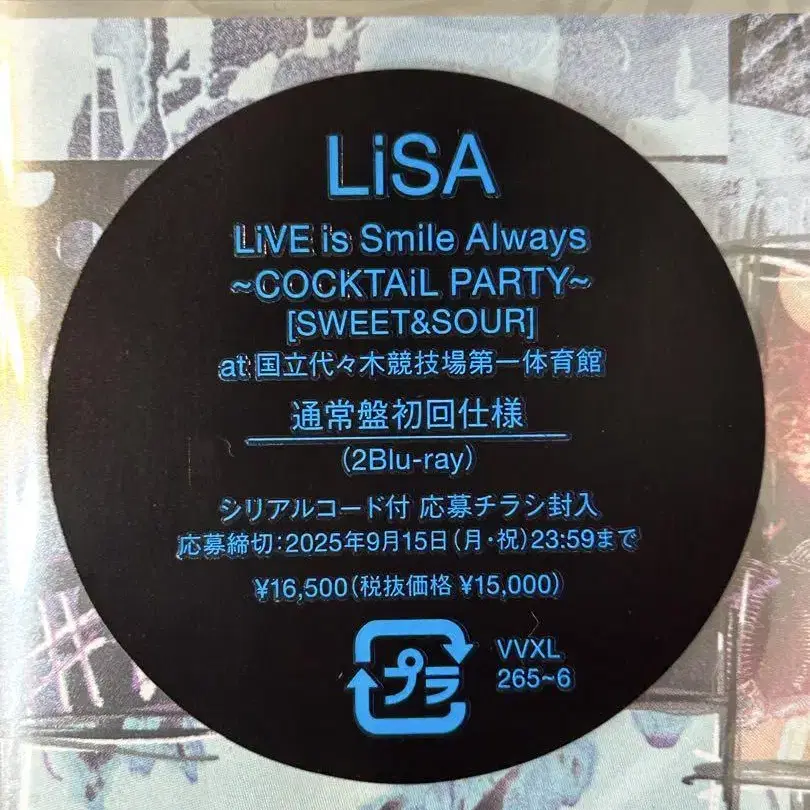 LiSA
LiVE is Smile Always
~COCKTAiL PARTY~
[SWEET&SOUR]
at 国立代々木競技場第一体育館
通常盤初回仕様
(2Blu-ray)
シリアルコード付 応募チラシ封入
応募締切:2025年9月15日(月・祝)23:59まで
¥16,500(税抜価格 ¥15,000)
プラ
VVXL
265~6